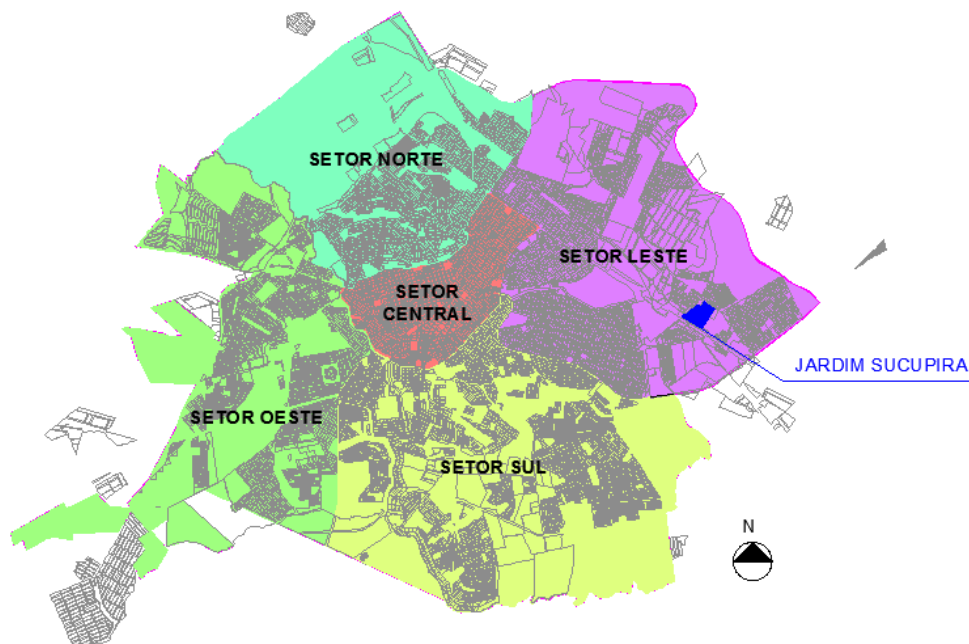 SETOR NORTE
SETOR LESTE
SETOR
CENTRAL
JARDIM SUCUPIRA
SETOR OESTE
SETOR SUL
N